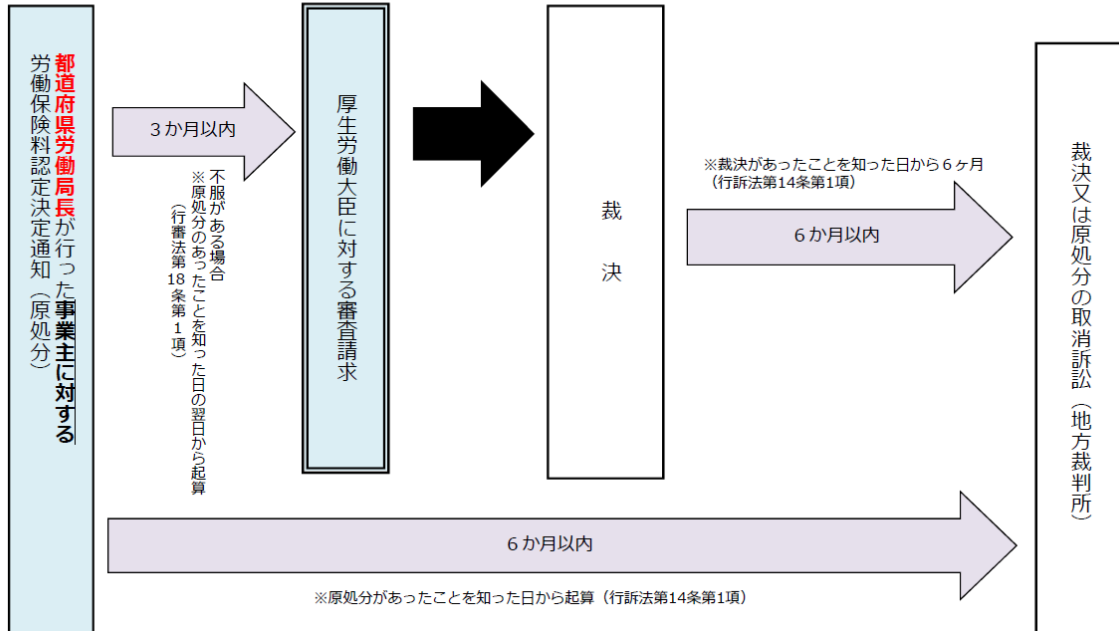 都道府県労働局長が行った事業主に対する
労働保険料認定決定通知（原処分）
３か月以内
不服がある場合
※原処分のあったことを知った日の翌日から起算
（行審法第18条第１項）
厚生労働大臣に対する審査請求
裁決
※裁決があったことを知った日から６ヶ月
（行訴法第14条第1項）
６か月以内
裁決又は原処分の取消訴訟（地方裁判所）
６か月以内
※原処分があったことを知った日から起算（行訴法第14条第1項）